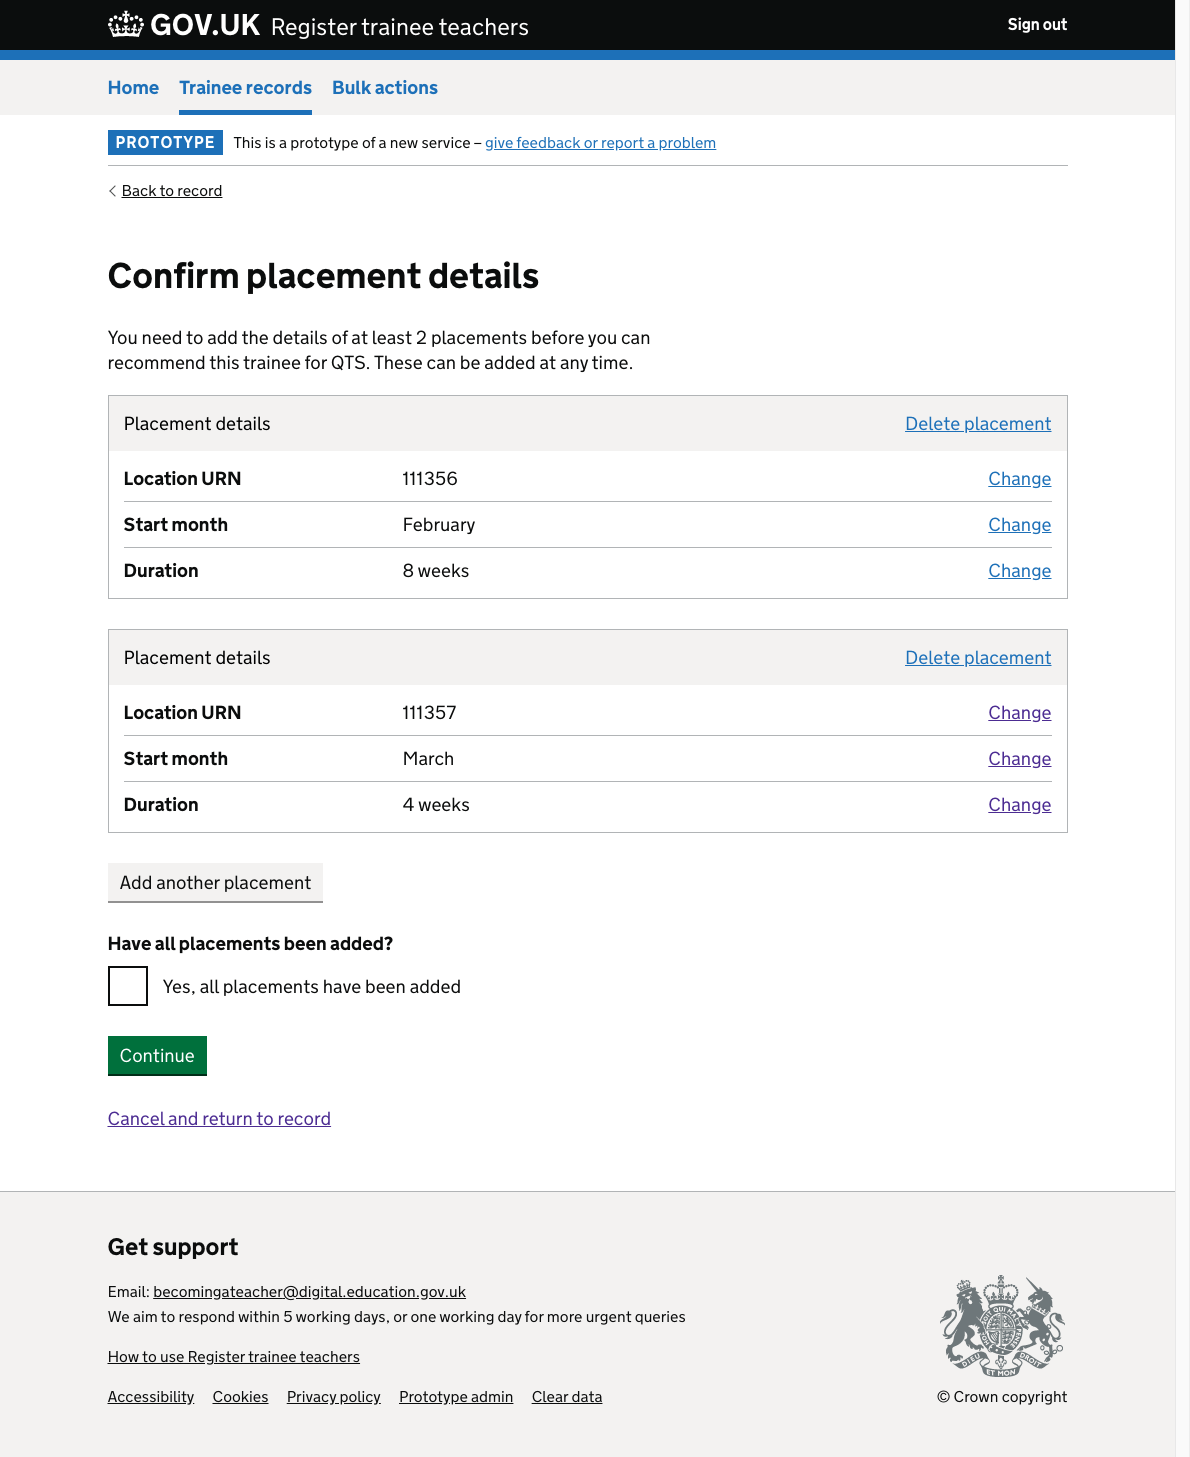 GOV.UK Register trainee teachers Sign out
Home Trainee records Bulk actions
PROTOTYPE This is a prototype of a new service – give feedback or report a problem
Back to record
Confirm placement details
You need to add the details of at least 2 placements before you can
recommend this trainee for QTS. These can be added at any time.
Placement details Delete placement
Location URN 111356 Change
Start month February Change
Duration 8 weeks Change
Placement details Delete placement
Location URN 111357 Change
Start month March Change
Duration 4 weeks Change
Add another placement
Have all placements been added?
Yes, all placements have been added
Continue
Cancel and return to record
Get support
Email: becomingateacher@digital.education.gov.uk
We aim to respond within 5 working days, or one working day for more urgent queries
How to use Register trainee teachers
Accessibility Cookies Privacy policy Prototype admin Clear data
DIEU ET MON DROIT
© Crown copyright